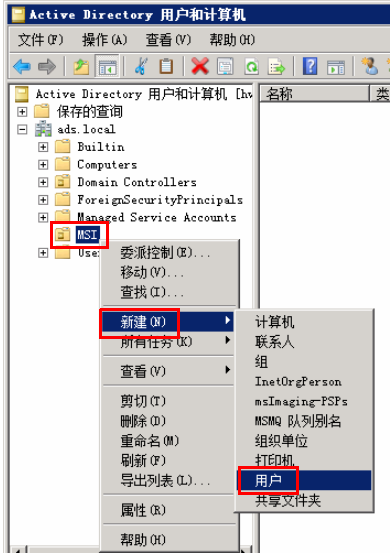 Active Directory 用户和计算机
文件(F) 操作(A) 查看(V) 帮助(H)
Active Directory 用户和计算机 [hw
名称
类
保存的查询
ads.local
Builtin
Computers
Domain Controllers
ForeignSecurityPrincipals
Managed Service Accounts
MSI
Use
委派控制(E)...
移动(V)...
查找(I)...
新建(N)
所有任务(K)
查看(V)
剪切(T)
删除(D)
重命名(M)
刷新(F)
导出列表(L)...
属性(R)
帮助(H)
计算机
联系人
组
InetOrgPerson
msImaging-PSPs
MSMQ 队列别名
组织单位
打印机
用户
共享文件夹